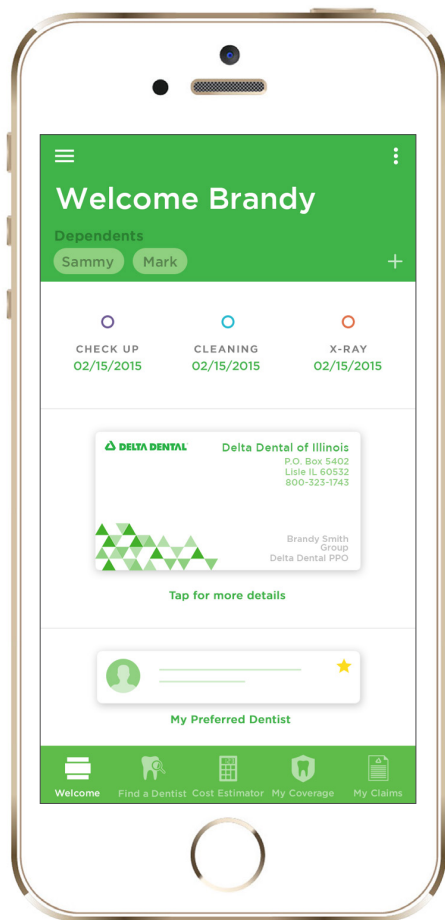 Welcome Brandy
Dependents
Sammy Mark
CHECK UP CLEANING X-RAY
02/15/2015 02/15/2015 02/15/2015
DELTA DENTAL
Delta Dental of Illinois
P.O. Box 5402
Lisle IL 60532
800-323-1743
Brandy Smith
Group
Delta Dental PPO
Tap for more details
My Preferred Dentist
Welcome Find a Dentist Cost Estimator My Coverage My Claims